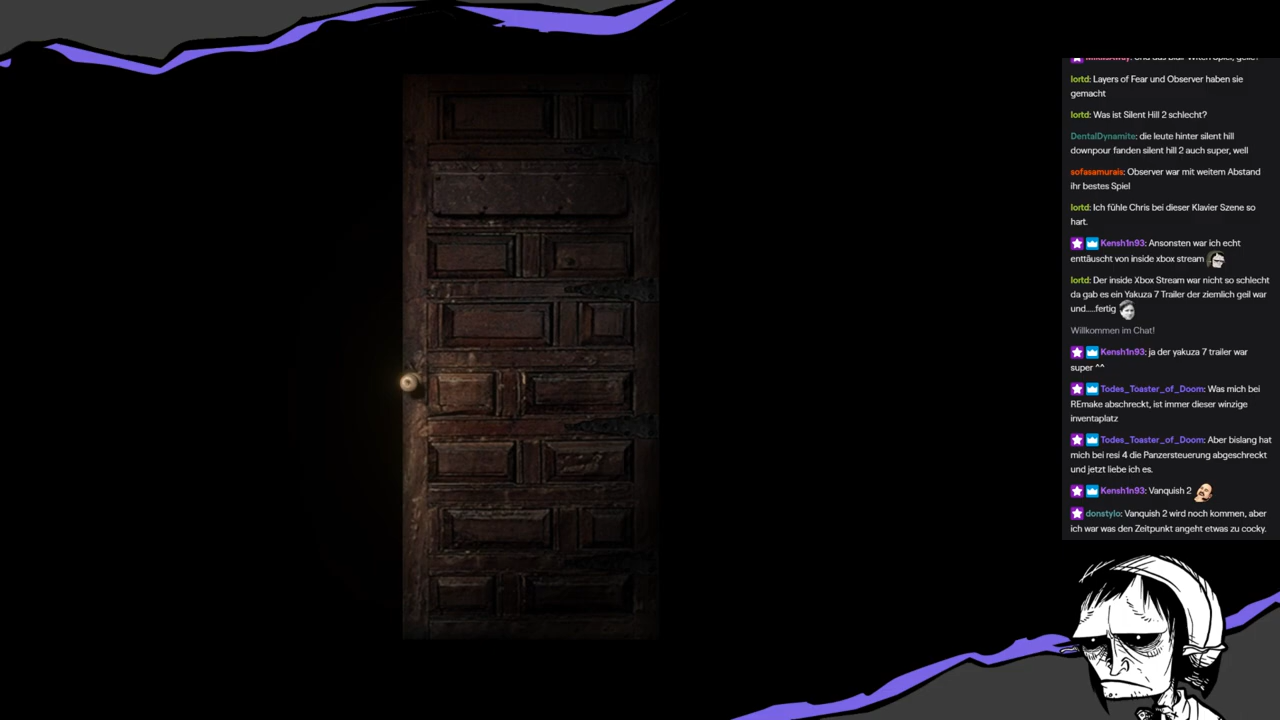 lortd: Layers of Fear und Observer haben sie
gemacht
lortd: Was ist Silent Hill 2 schlecht?
DentalDynamite: die leute hinter silent hill
downpour fanden silent hill 2 auch super, well
sofasamurais: Observer war mit weitem Abstand
ihr bestes Spiel
lortd: Ich fühle Chris bei dieser Klavier Szene so
hart.
Kensh1n93: Ansonsten war ich echt
enttäuscht von inside xbox stream
lortd: Der inside Xbox Stream war nicht so schlecht
da gab es ein Yakuza 7 Trailer der ziemlich geil war
und.....fertig
Willkommen im Chat!
Kensh1n93: ja der yakuza 7 trailer war
super ^^
Todes_Toaster_of_Doom: Was mich bei
REmake abschreckt, ist immer dieser winzige
inventaplatz
Todes_Toaster_of_Doom: Aber bislang hat
mich bei resi 4 die Panzersteuerung abgeschreckt
und jetzt liebe ich es.
Kensh1n93: Vanquish 2
donstylo: Vanquish 2 wird noch kommen, aber
ich war was den Zeitpunkt angeht etwas zu cocky.